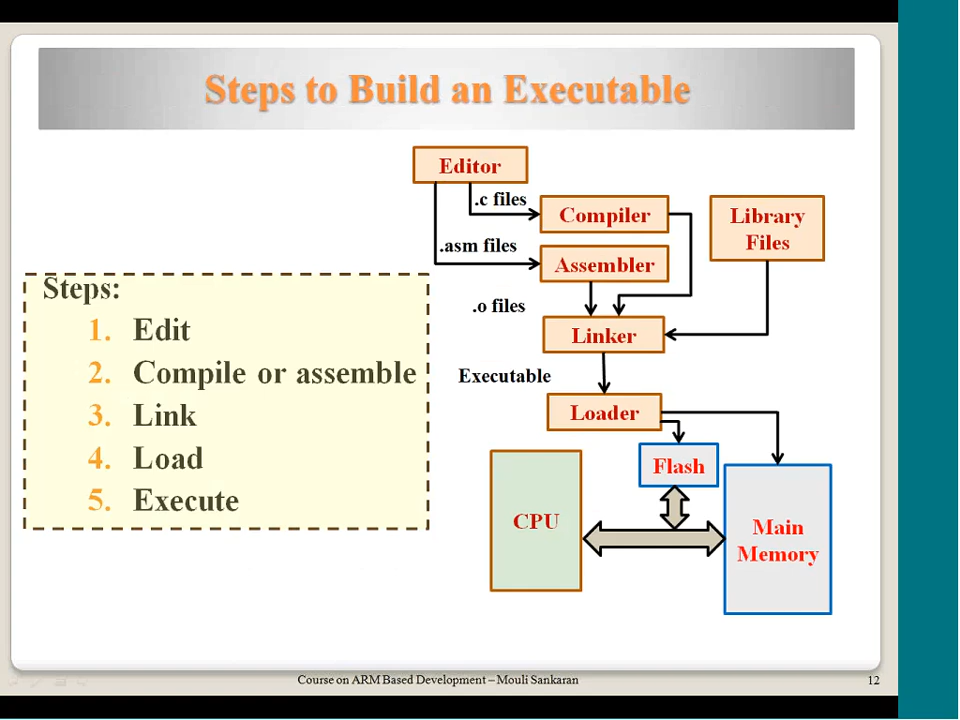 Steps to Build an Executable
Editor
.c files
Compiler
Library
Files
.asm files
Assembler
.o files
Linker
Executable
Loader
Flash
CPU
Main
Memory
Steps:
1. Edit
2. Compile or assemble
3. Link
4. Load
5. Execute
Course on ARM Based Development – Mouli Sankaran
12